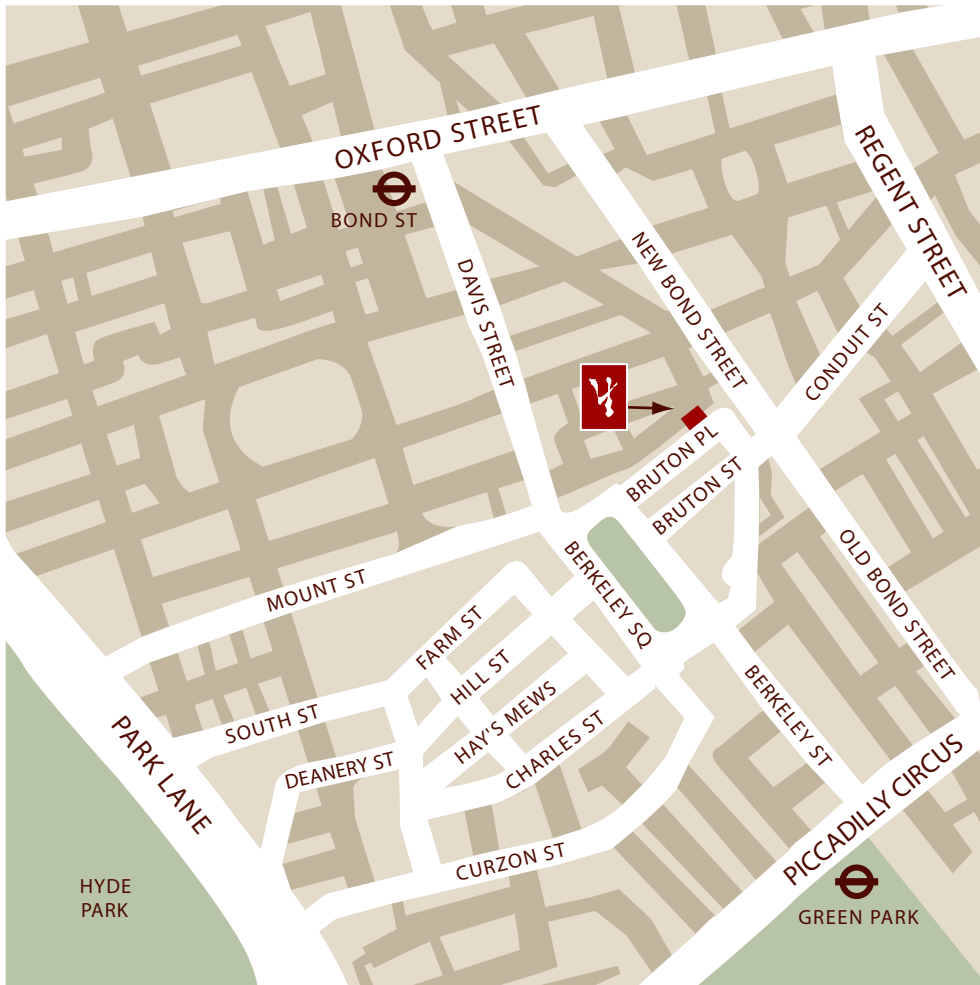 OXFORD STREET
BOND ST
REGENT STREET
DAVIS STREET
NEW BOND STREET
CONDUIT ST
BRUTON PL
BRUTON ST
MOUNT ST
BERKELEY SQ
OLD BOND STREET
FARM ST
HILL ST
SOUTH ST
HAY'S MEWS
BERKELEY ST
CHARLES ST
DEANERY ST
PARK LANE
PICCADILLY CIRCUS
CURZON ST
HYDE
PARK
GREEN PARK